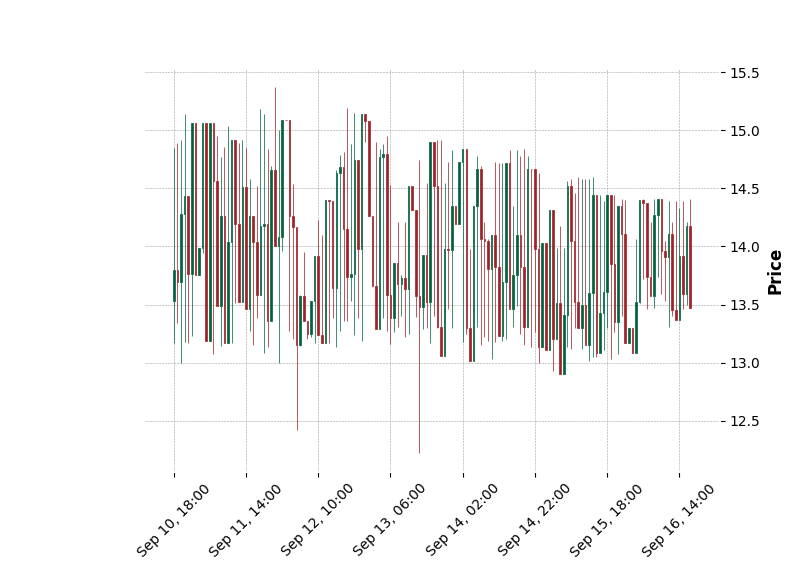 15.5
15.0
14.5
14.0
13.5
13.0
12.5
Price
Sep 10, 18:00
Sep 11, 14:00
Sep 12, 10:00
Sep 13, 06:00
Sep 14, 02:00
Sep 14, 22:00
Sep 15, 18:00
Sep 16, 14:00